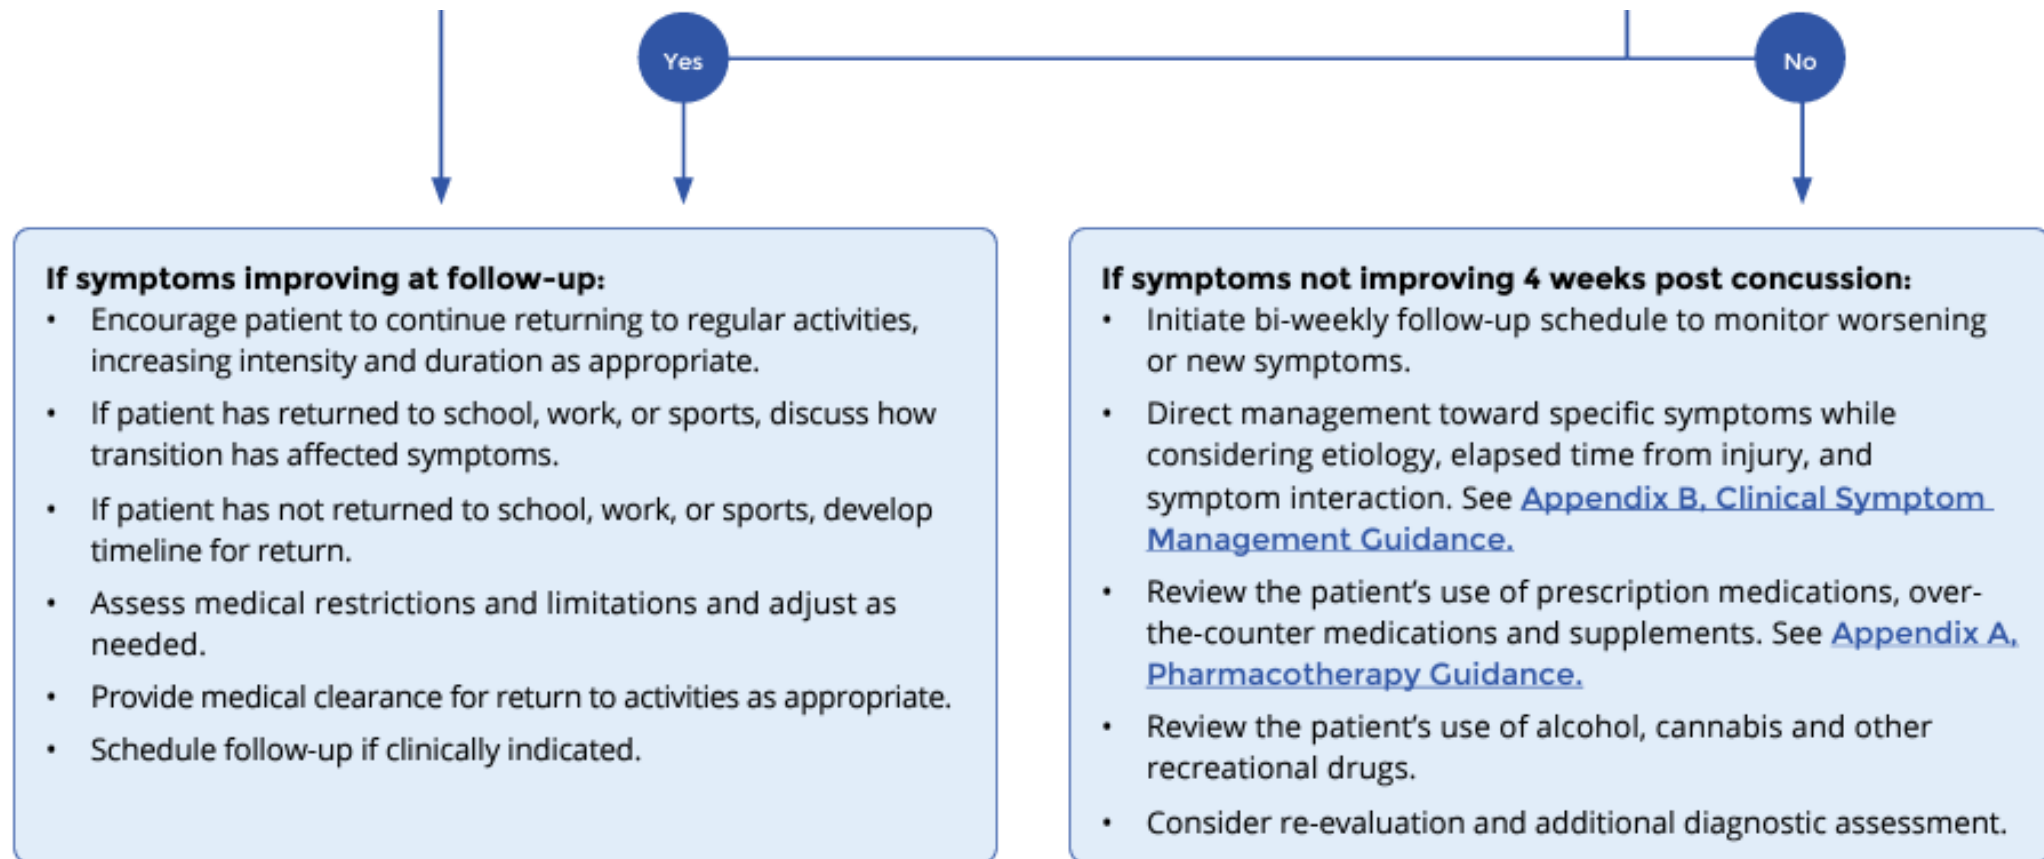 Yes
No
If symptoms improving at follow-up:
• Encourage patient to continue returning to regular activities,
increasing intensity and duration as appropriate.
• If patient has returned to school, work, or sports, discuss how
transition has affected symptoms.
• If patient has not returned to school, work, or sports, develop
timeline for return.
• Assess medical restrictions and limitations and adjust as
needed.
• Provide medical clearance for return to activities as appropriate.
• Schedule follow-up if clinically indicated.
If symptoms not improving 4 weeks post concussion:
• Initiate bi-weekly follow-up schedule to monitor worsening
or new symptoms.
• Direct management toward specific symptoms while
considering etiology, elapsed time from injury, and
symptom interaction. See Appendix B, Clinical Symptom
Management Guidance.
• Review the patient’s use of prescription medications, over-
the-counter medications and supplements. See Appendix A,
Pharmacotherapy Guidance.
• Review the patient’s use of alcohol, cannabis and other
recreational drugs.
• Consider re-evaluation and additional diagnostic assessment.